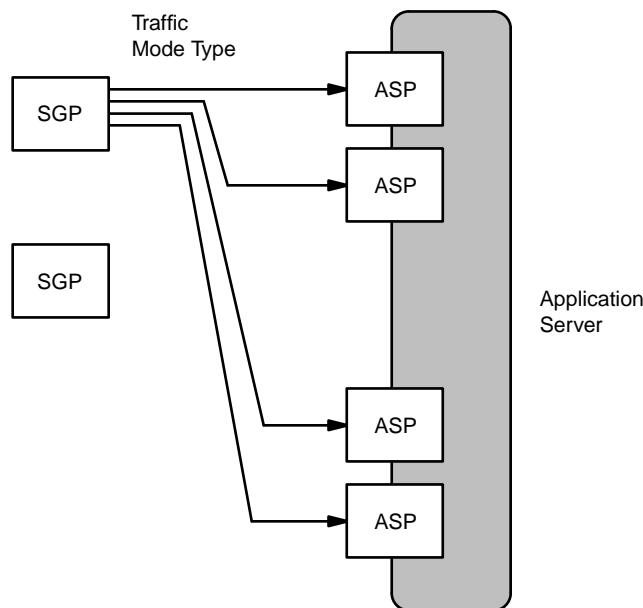 Traffic
Mode Type
SGP
ASP
ASP
SGP
Application
Server
ASP
ASP